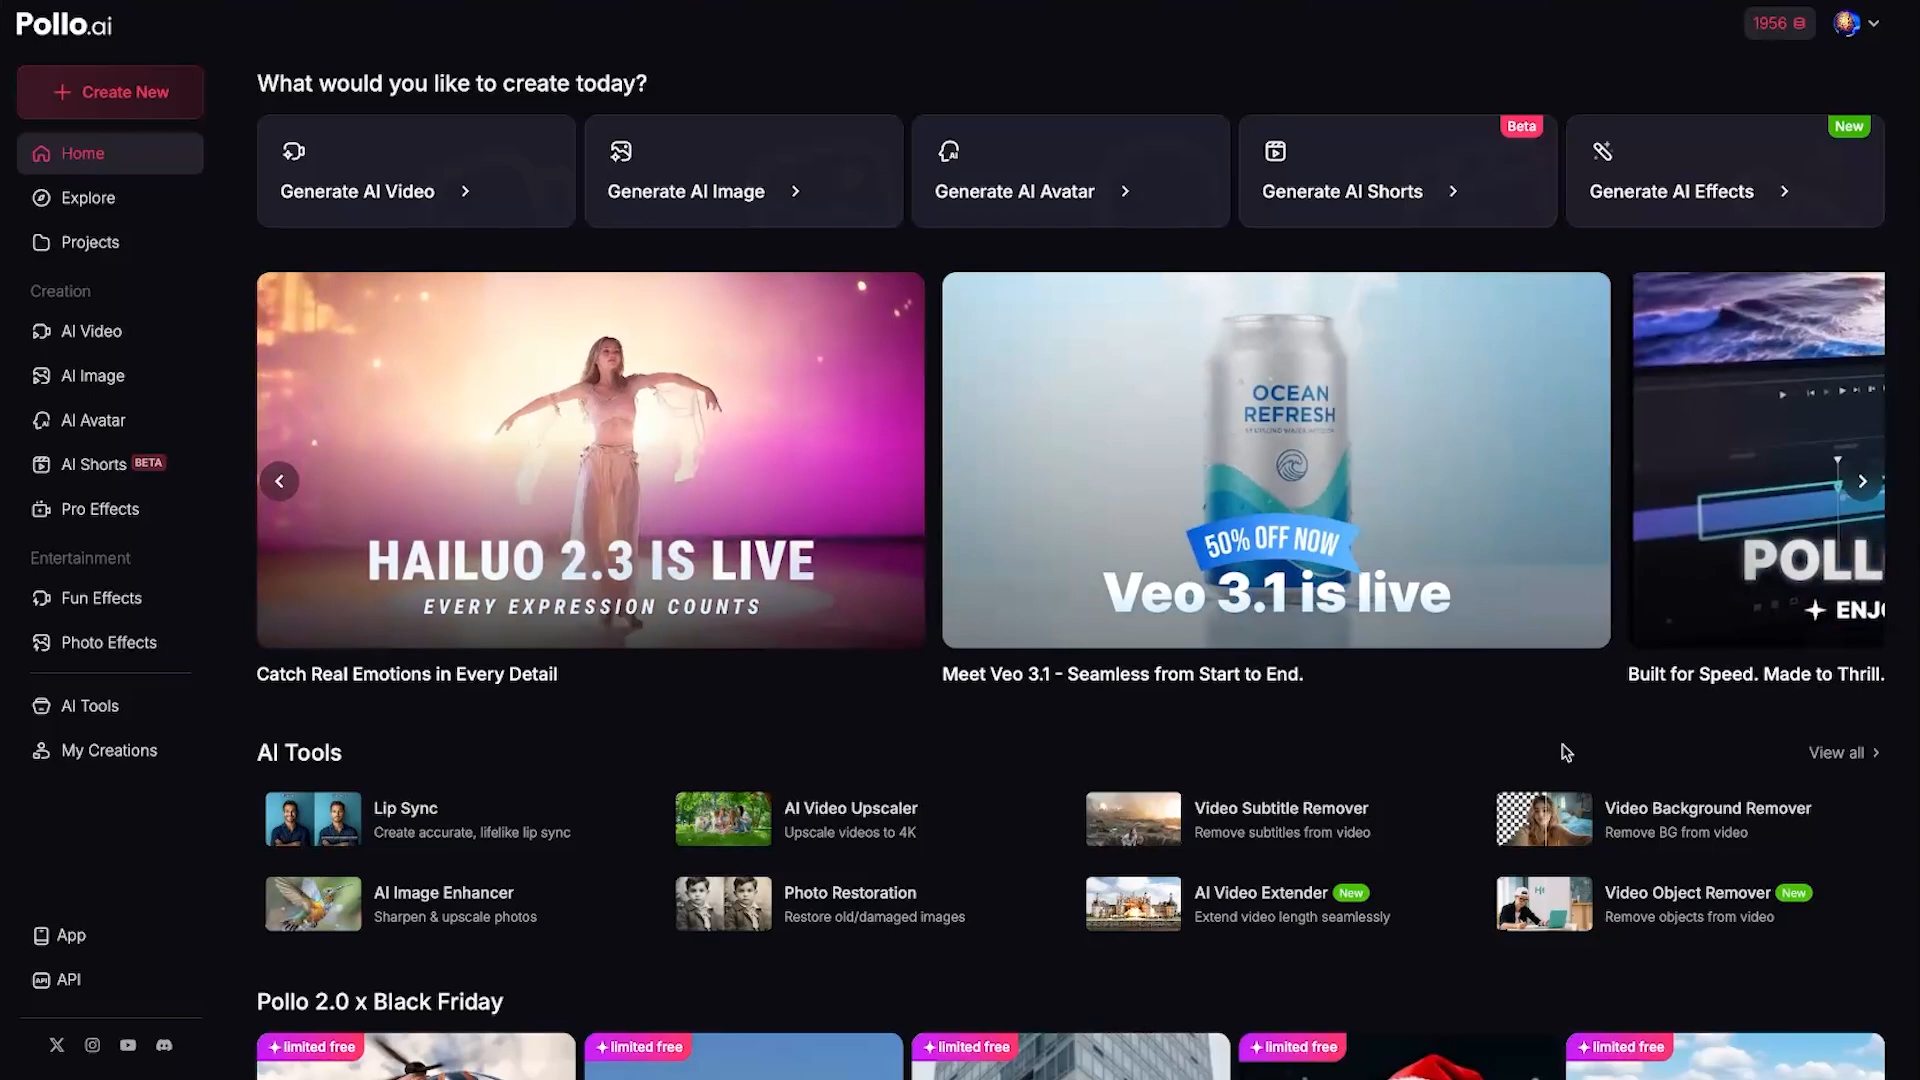 Pollo.ai
1956
Create New
Home
Explore
Projects
Creation
AI Video
AI Image
AI Avatar
AI Shorts BETA
Pro Effects
Entertainment
Fun Effects
Photo Effects
AI Tools
My Creations
App
API
What would you like to create today?
Generate AI Video
Generate AI Image
AI
Generate AI Avatar
Beta
Generate AI Shorts
New
Generate AI Effects
HAILUO 2.3 IS LIVE
EVERY EXPRESSION COUNTS
Catch Real Emotions in Every Detail
OCEAN
REFRESH
50% OFF NOW
Veo 3.1 is live
Meet Veo 3.1 - Seamless from Start to End.
POLL
ENJ
Built for Speed. Made to Thrill.
AI Tools
View all
Lip Sync
Create accurate, lifelike lip sync
AI Video Upscaler
Upscale videos to 4K
Video Subtitle Remover
Remove subtitles from video
Video Background Remover
Remove BG from video
AI Image Enhancer
Sharpen & upscale photos
Photo Restoration
Restore old/damaged images
AI Video Extender New
Extend video length seamlessly
Video Object Remover New
Remove objects from video
Pollo 2.0 x Black Friday
limited free
limited free
limited free
limited free
limited free